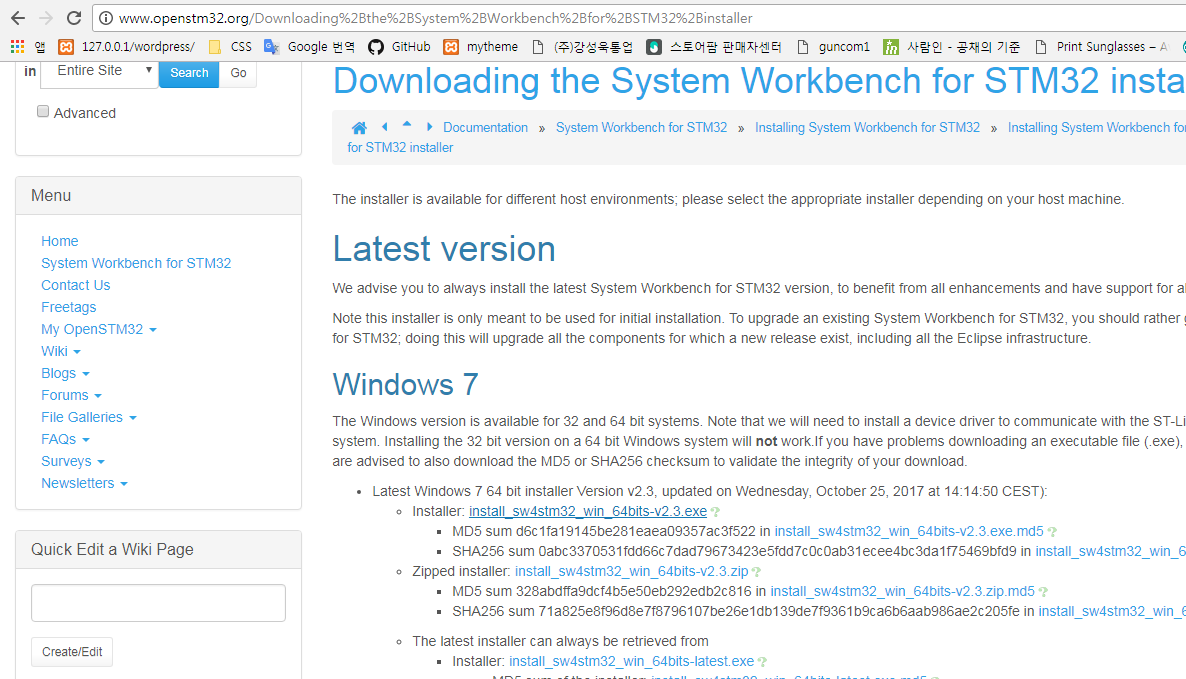 www.openstm32.org/Downloading%2Bthe%2BSystem%2BWorkbench%2Bfor%2BSTM32%2Binstaller
앱 127.0.0.1/wordpress/ CSS Google 번역 GitHub mytheme (주)강성욱통업 스토어팜 판매자센터 guncom1 사람인 - 공채의 기준 Print Sunglasses –
in Entire Site Search Go
Advanced
Menu
Home
System Workbench for STM32
Contact Us
Freetags
My OpenSTM32
Wiki
Blogs
Forums
File Galleries
FAQs
Surveys
Newsletters
Quick Edit a Wiki Page
Create/Edit
Downloading the System Workbench for STM32 insta
Documentation » System Workbench for STM32 » Installing System Workbench for STM32 » Installing System Workbench for
for STM32 installer
The installer is available for different host environments; please select the appropriate installer depending on your host machine.
Latest version
We advise you to always install the latest System Workbench for STM32 version, to benefit from all enhancements and have support for al
Note this installer is only meant to be used for initial installation. To upgrade an existing System Workbench for STM32, you should rather
for STM32; doing this will upgrade all the components for which a new release exist, including all the Eclipse infrastructure.
Windows 7
The Windows version is available for 32 and 64 bit systems. Note that we will need to install a device driver to communicate with the ST-Li
system. Installing the 32 bit version on a 64 bit Windows system will not work.If you have problems downloading an executable file (.exe),
are advised to also download the MD5 or SHA256 checksum to validate the integrity of your download.
Latest Windows 7 64 bit installer Version v2.3, updated on Wednesday, October 25, 2017 at 14:14:50 CEST):
Installer: install_sw4stm32_win_64bits-v2.3.exe
MD5 sum d6c1fa19145be281eaea09357ac3f522 in install_sw4stm32_win_64bits-v2.3.exe.md5
SHA256 sum 0abc3370531fdd66c7dad79673423e5fdd7c0c0ab31ecee4bc3da1f75469bfd9 in install_sw4stm32_win_6
Zipped installer: install_sw4stm32_win_64bits-v2.3.zip
MD5 sum 328abdffa9dcf4b5e50eb292edb2c816 in install_sw4stm32_win_64bits-v2.3.zip.md5
SHA256 sum 71a825e8f96d8e7f8796107be26e1db139de7f9361b9ca6b6aab986ae2c205fe in install_sw4stm32_win_6
The latest installer can always be retrieved from
Installer: install_sw4stm32_win_64bits-latest.exe
MD5 sum of the installer: install_sw4stm32_win_64bits-latest.exe.md5